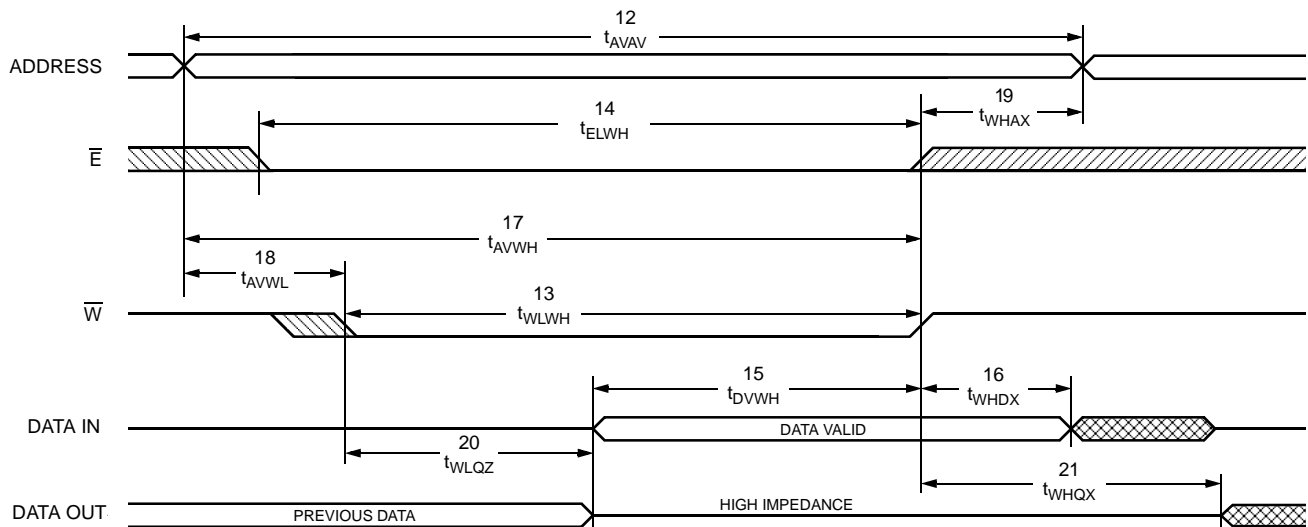 12
tAVAV
ADDRESS
14
tELWH
19
tWHAX
E̅
17
tAVWH
18
tAVWL
13
tWLWH
W̅
15
tDVWH
16
tWHDX
DATA IN
DATA VALID
20
tWLQZ
21
tWHQX
DATA OUT
PREVIOUS DATA
HIGH IMPEDANCE